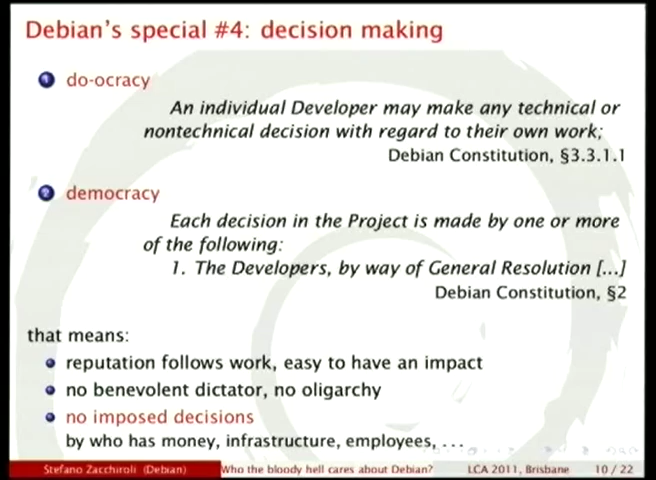 Debian's special #4: decision making
1 do-ocracy
An individual Developer may make any technical or
nontechnical decision with regard to their own work;
Debian Constitution, §3.3.1.1
2 democracy
Each decision in the Project is made by one or more
of the following:
1. The Developers, by way of General Resolution [...]
Debian Constitution, §2
that means:
reputation follows work, easy to have an impact
no benevolent dictator, no oligarchy
no imposed decisions
by who has money, infrastructure, employees, ...
Stefano Zacchiroli (Debian) Who the bloody hell cares about Debian? LCA 2011, Brisbane 10 / 22